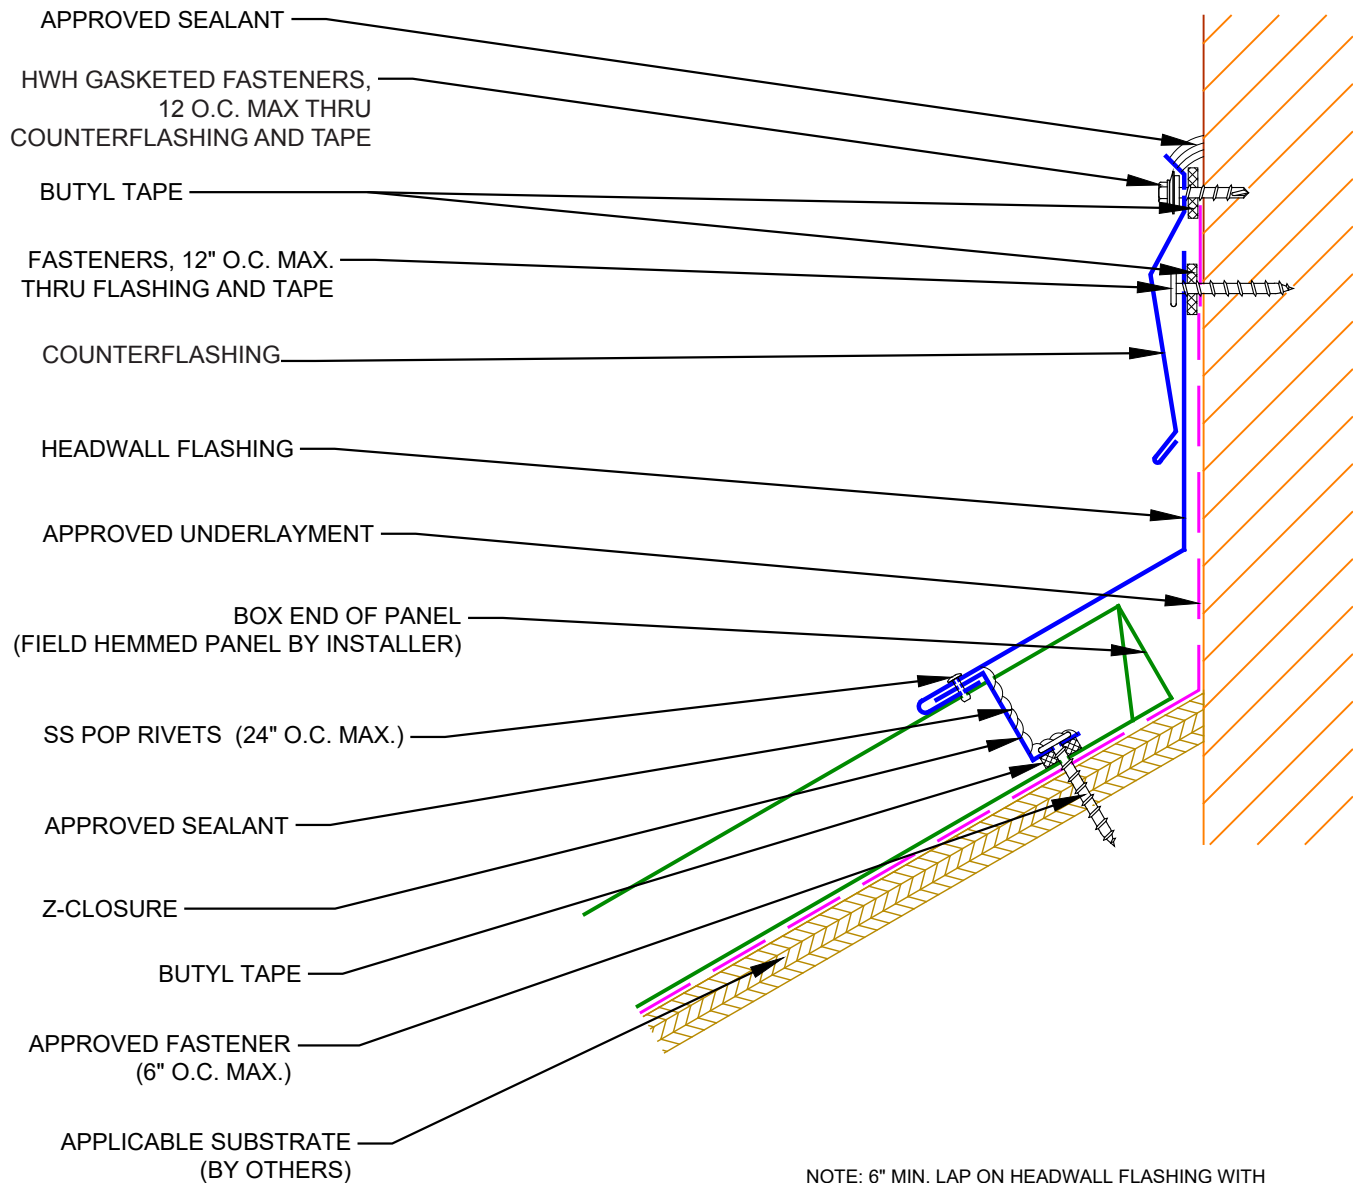 APPROVED SEALANT
HWH GASKETED FASTENERS,
12 O.C. MAX THRU
COUNTERFLASHING AND TAPE
BUTYL TAPE
FASTENERS, 12" O.C. MAX.
THRU FLASHING AND TAPE
COUNTERFLASHING
HEADWALL FLASHING
APPROVED UNDERLAYMENT
BOX END OF PANEL
(FIELD HEMMED PANEL BY INSTALLER)
SS POP RIVETS (24" O.C. MAX.)
APPROVED SEALANT
Z-CLOSURE
BUTYL TAPE
APPROVED FASTENER
(6" O.C. MAX.)
APPLICABLE SUBSTRATE
(BY OTHERS)
NOTE: 6" MIN. LAP ON HEADWALL FLASHING WITH